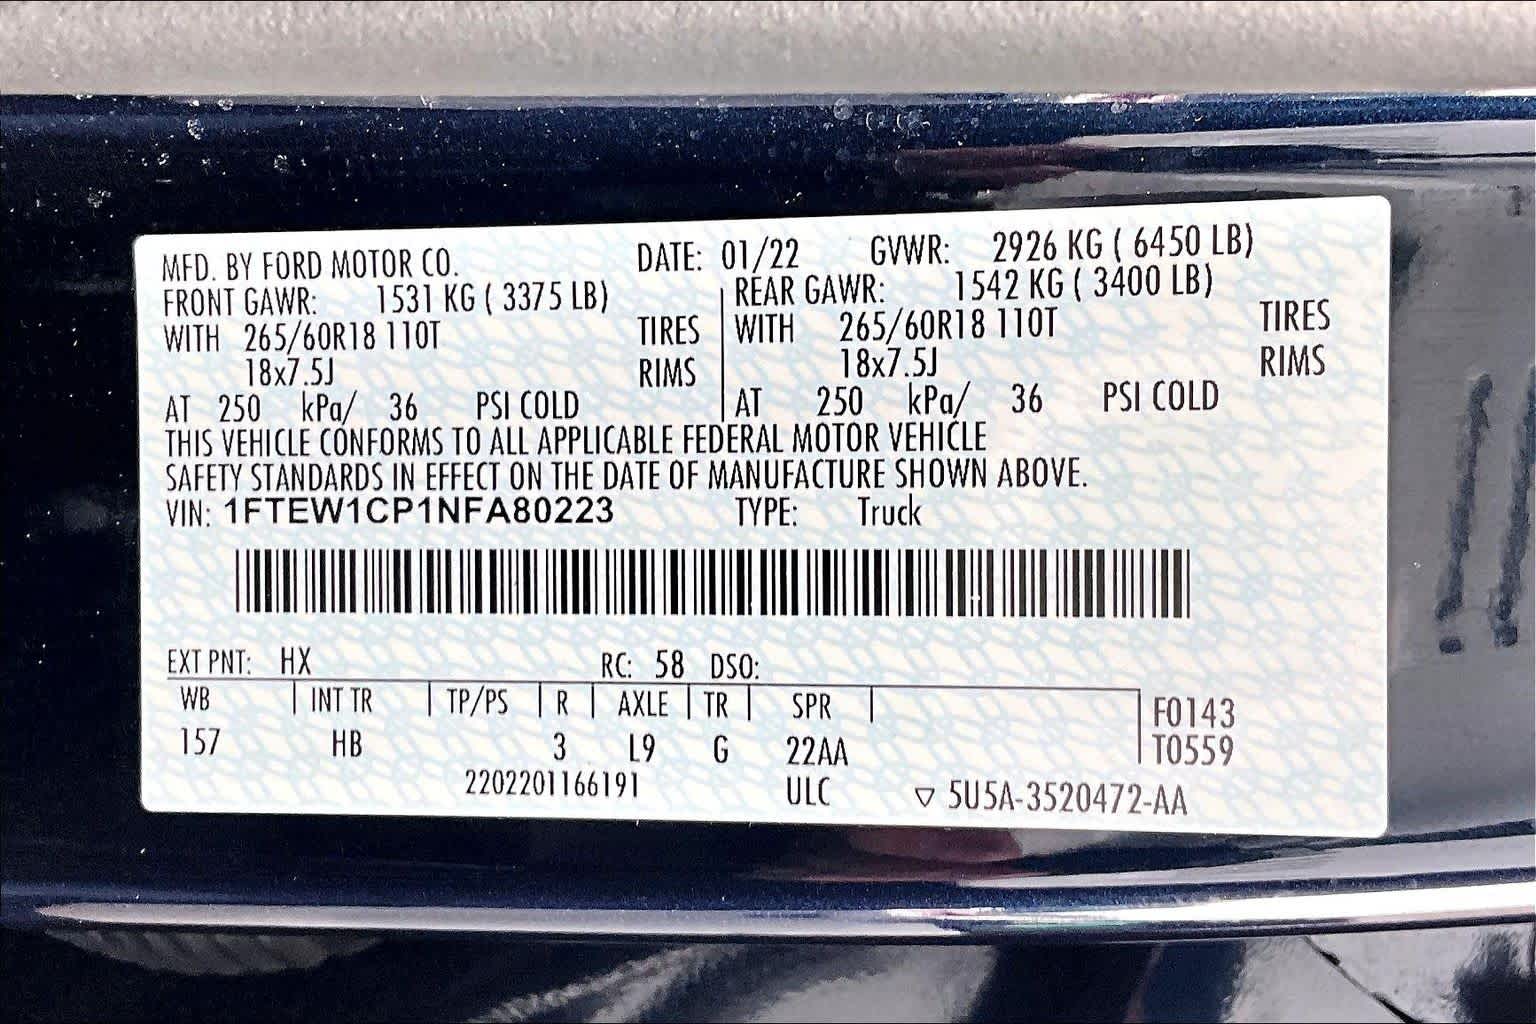 MFD. BY FORD MOTOR CO. DATE: 01/22 GVWR: 2926 KG ( 6450 LB)
FRONT GAWR: 1531 KG ( 3375 LB) REAR GAWR: 1542 KG ( 3400 LB)
WITH 265/60R18 110T TIRES WITH 265/60R18 110T TIRES
18x7.5J RIMS 18x7.5J RIMS
AT 250 kPa/ 36 PSI COLD AT 250 kPa/ 36 PSI COLD
THIS VEHICLE CONFORMS TO ALL APPLICABLE FEDERAL MOTOR VEHICLE
SAFETY STANDARDS IN EFFECT ON THE DATE OF MANUFACTURE SHOWN ABOVE.
VIN: 1FTEW1CP1NFA80223 TYPE: Truck
EXT PNT: HX RC: 58 DSO:
WB INT TR TP/PS R AXLE TR SPR F0143
157 HB 3 L9 G 22AA T0559
2202201166191 ULC ▽ 5U5A-3520472-AA